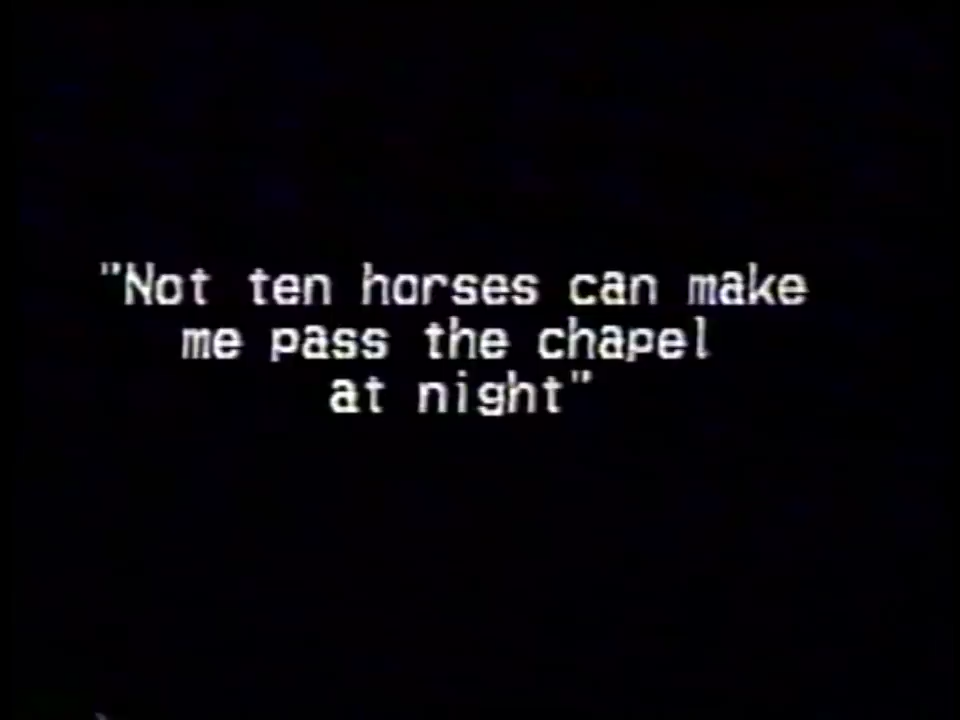 "Not ten horses can make
me pass the chapel
at night"